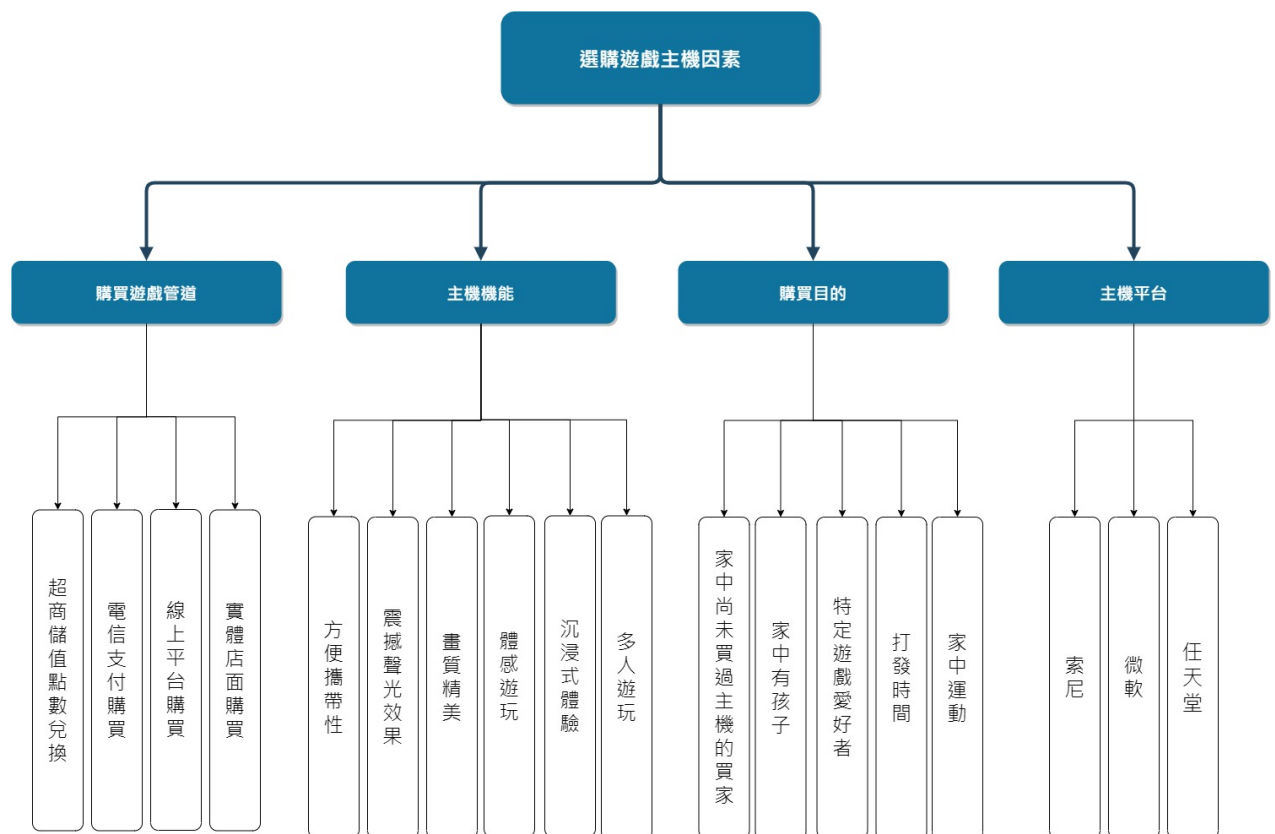 選購遊戲主機因素
購買遊戲管道
主機機能
購買目的
主機平台
超商儲值點數兌換
電信支付購買
線上平台購買
實體店面購買
方便攜帶性
震撼聲光效果
畫質精美
體感遊玩
沉浸式體驗
多人遊玩
家中尚未買過主機的買家
家中有孩子
特定遊戲愛好者
打發時間
家中運動
索尼
微軟
任天堂